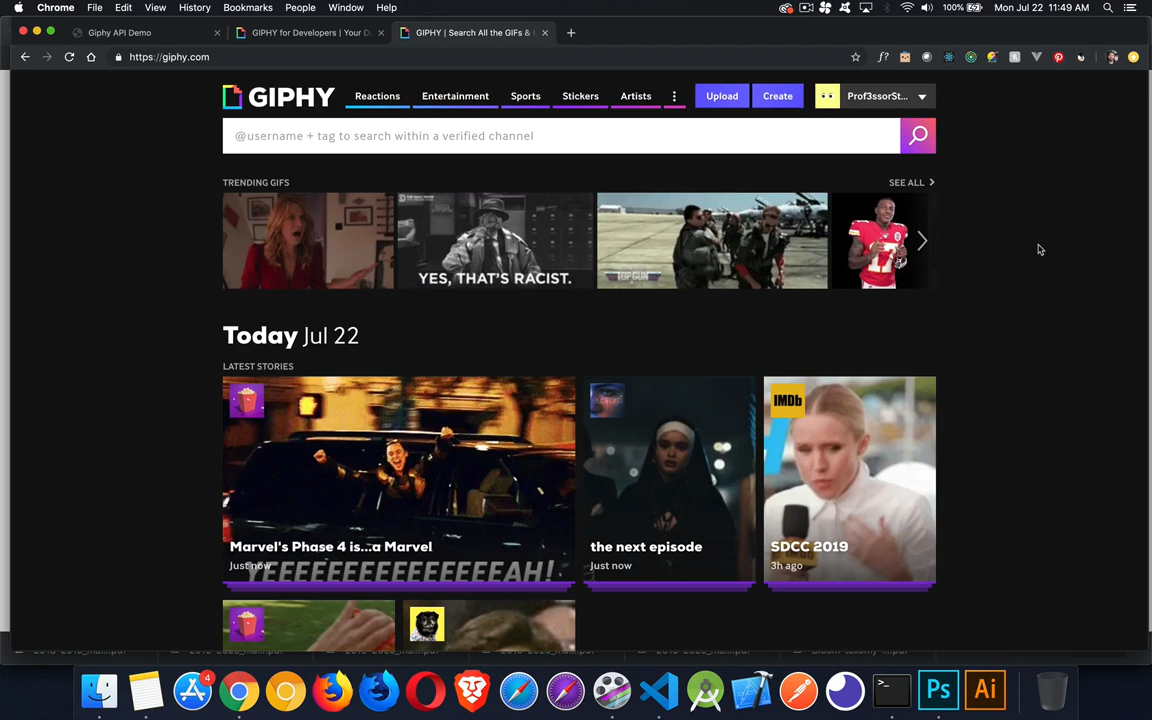 Chrome File Edit View History Bookmarks People Window Help
100% Mon Jul 22 11:49 AM
Giphy API Demo
GIPHY for Developers | Your D
GIPHY | Search All the GIFs &
https://giphy.com
GIPHY
Reactions Entertainment Sports Stickers Artists
Upload Create Prof3ssorSt...
@username + tag to search within a verified channel
TRENDING GIFS
SEE ALL
YES, THAT'S RACIST.
TOP GUN
17
Today Jul 22
LATEST STORIES
IMDb
Marvel's Phase 4 is...a Marvel
Just now
YEEEEEEEEEEEEEEAH!
the next episode
Just now
SDCC 2019
3h ago
4
Ps
Ai